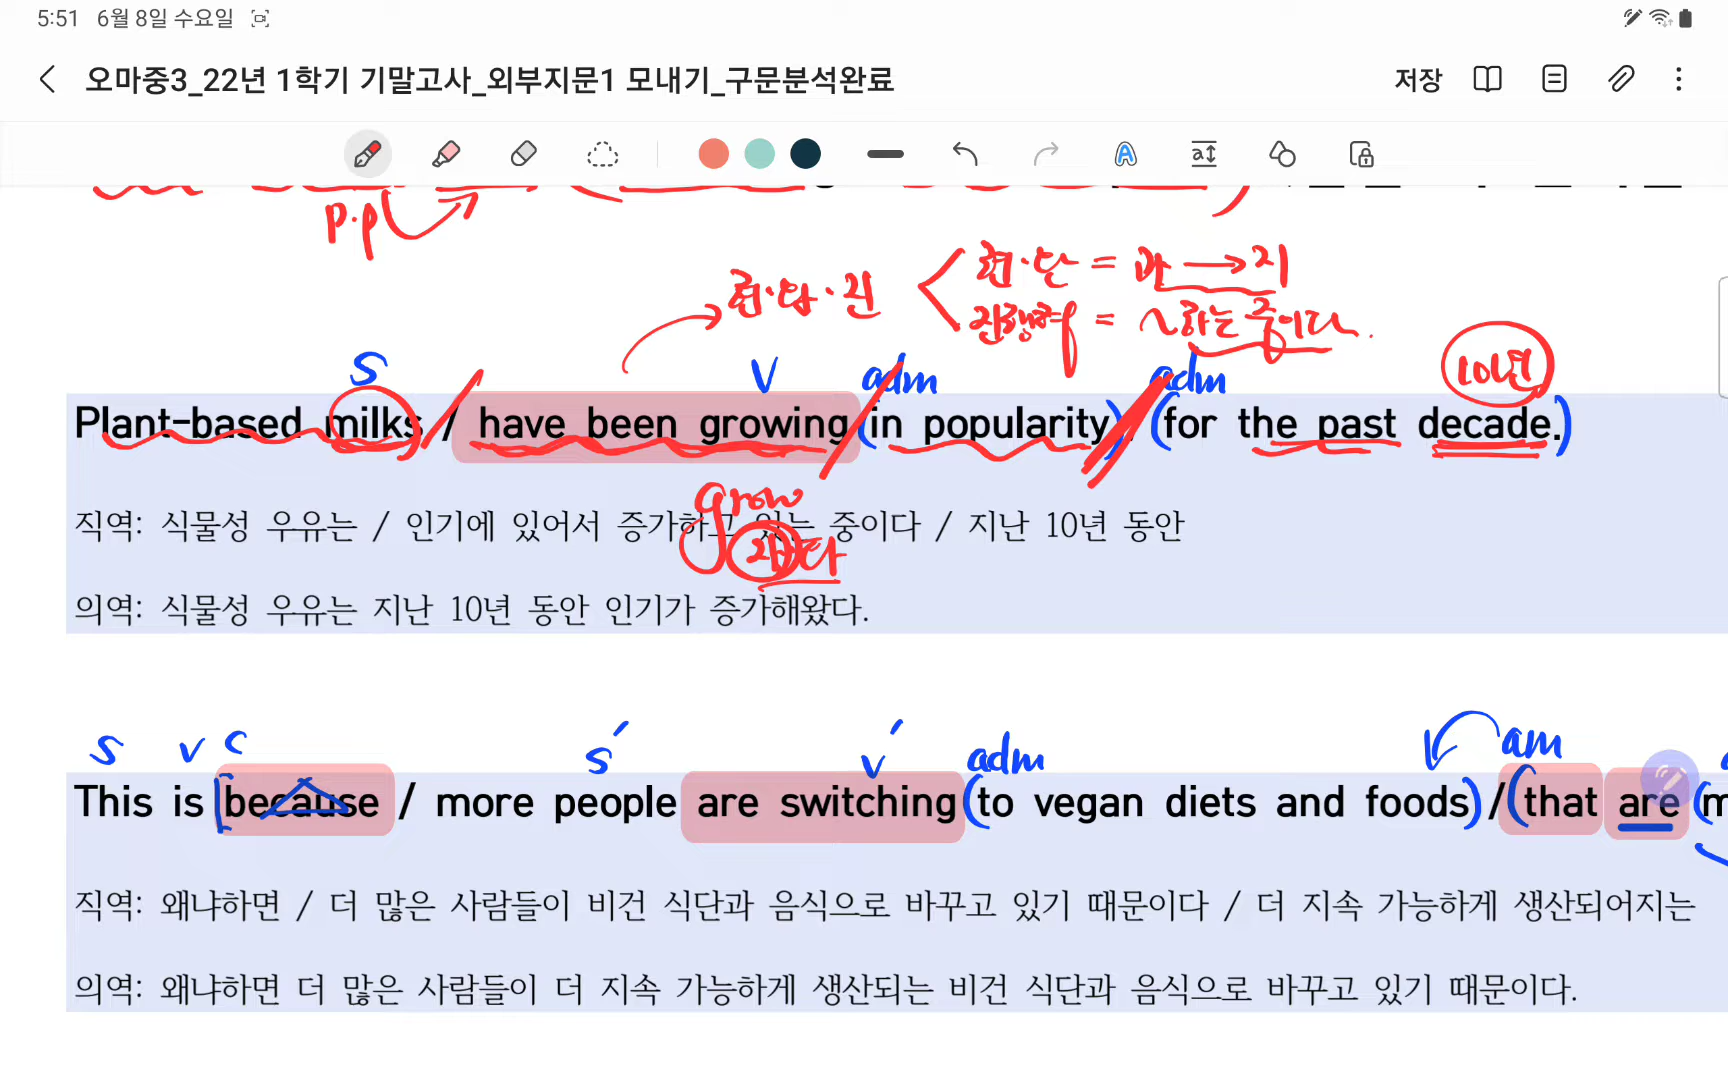 5:51 6월 8일 수요일
오마중3_22년 1학기 기말고사_외부지문1 모내기_구문분석완료 저장
p.p
현·단 = 과 → 지
진행형 = ~하는 중이다.
10년
S V adm adm
Plant-based milks / have been growing (in popularity) / (for the past decade.)
grow
직역: 식물성 우유는 / 인기에 있어서 증가하고 있는 중이다 / 지난 10년 동안
의역: 식물성 우유는 지난 10년 동안 인기가 증가해왔다.
S V C S' V' adm am
This is [because / more people are switching (to vegan diets and foods) / (that are (m
직역: 왜냐하면 / 더 많은 사람들이 비건 식단과 음식으로 바꾸고 있기 때문이다 / 더 지속 가능하게 생산되어지는
의역: 왜냐하면 더 많은 사람들이 더 지속 가능하게 생산되는 비건 식단과 음식으로 바꾸고 있기 때문이다.